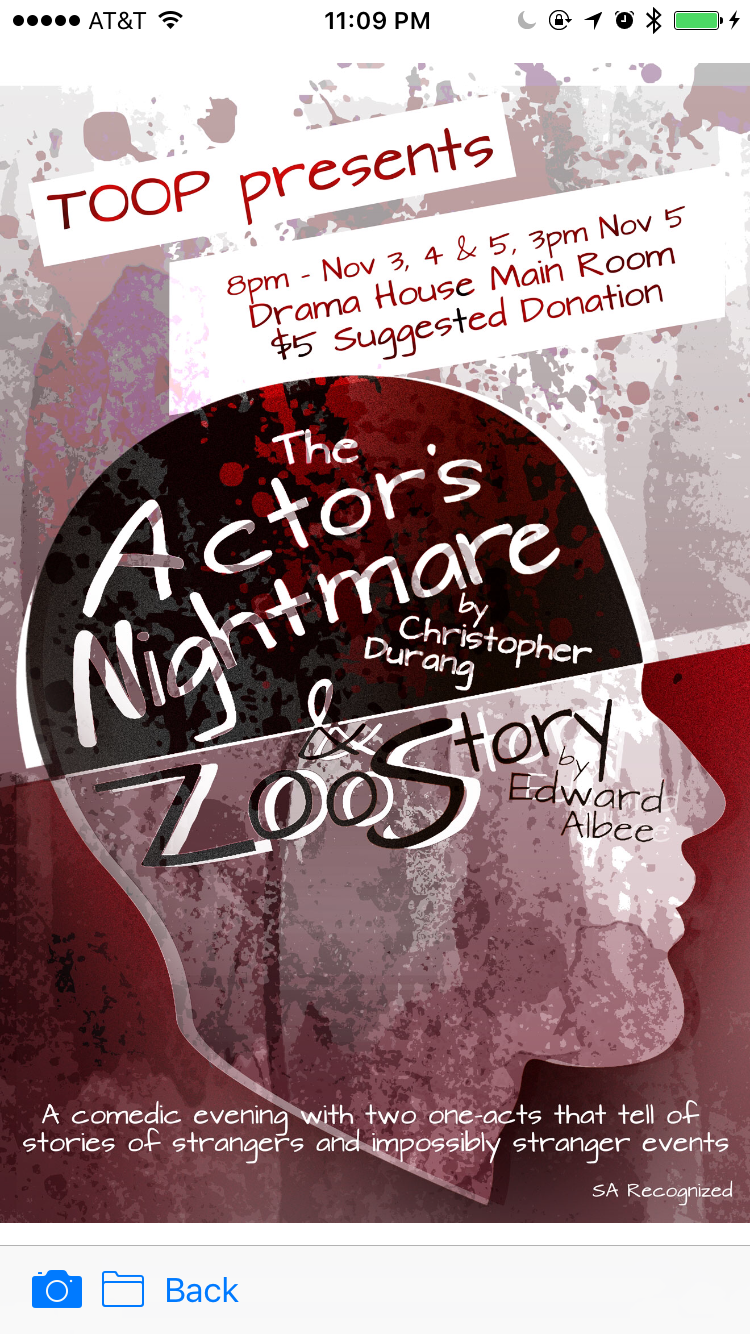 AT&T 11:09 PM
TOOP presents
8pm - Nov 3, 4 & 5, 3pm Nov 5
Drama House Main Room
$5 Suggested Donation
The
Actor's
Nightmare
by
Christopher
Durang
&
Zoo Story
by
Edward
Albee
A comedic evening with two one-acts that tell of
stories of strangers and impossibly stranger events
SA Recognized
Back